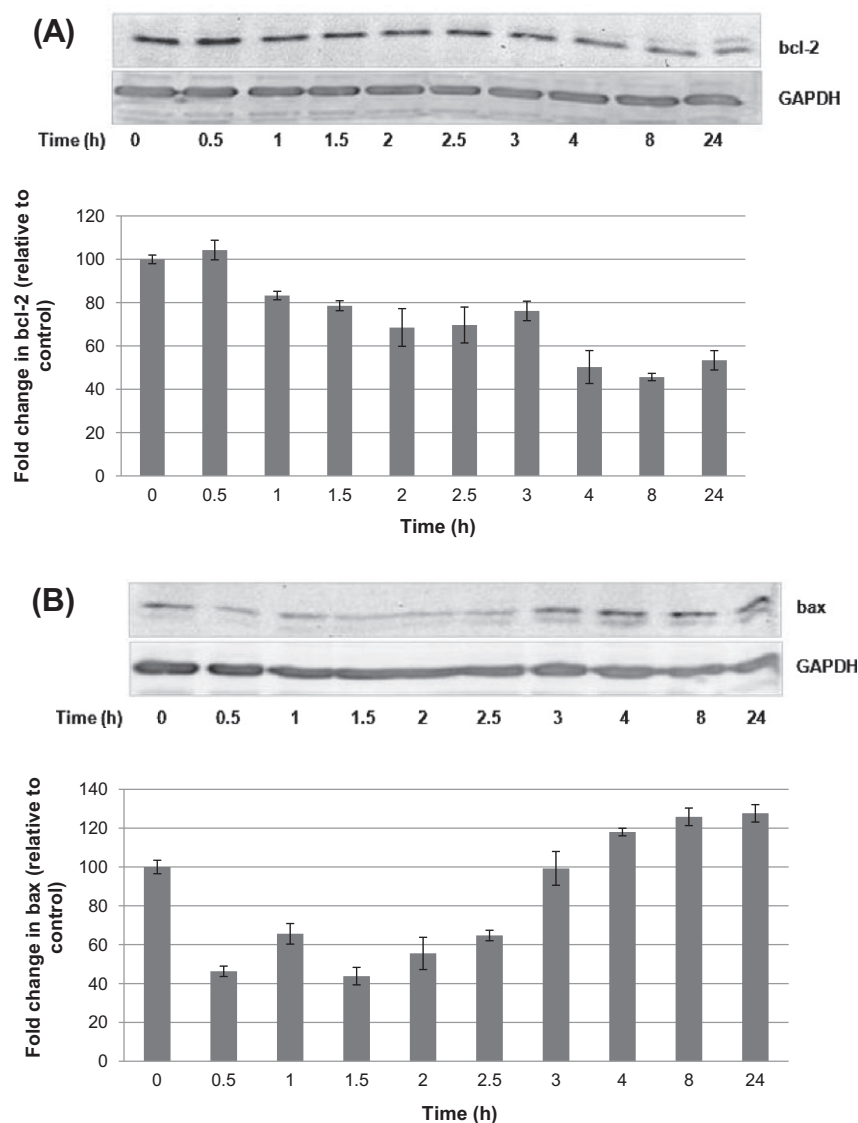 (A)
bcl-2
GAPDH
Time (h) 0 0.5 1 1.5 2 2.5 3 4 8 24
Fold change in bcl-2 (relative to
control)
120
100
80
60
40
20
0
0 0.5 1 1.5 2 2.5 3 4 8 24
Time (h)
(B)
bax
GAPDH
Time (h) 0 0.5 1 1.5 2 2.5 3 4 8 24
Fold change in bax (relative to
control)
140
120
100
80
60
40
20
0
0 0.5 1 1.5 2 2.5 3 4 8 24
Time (h)